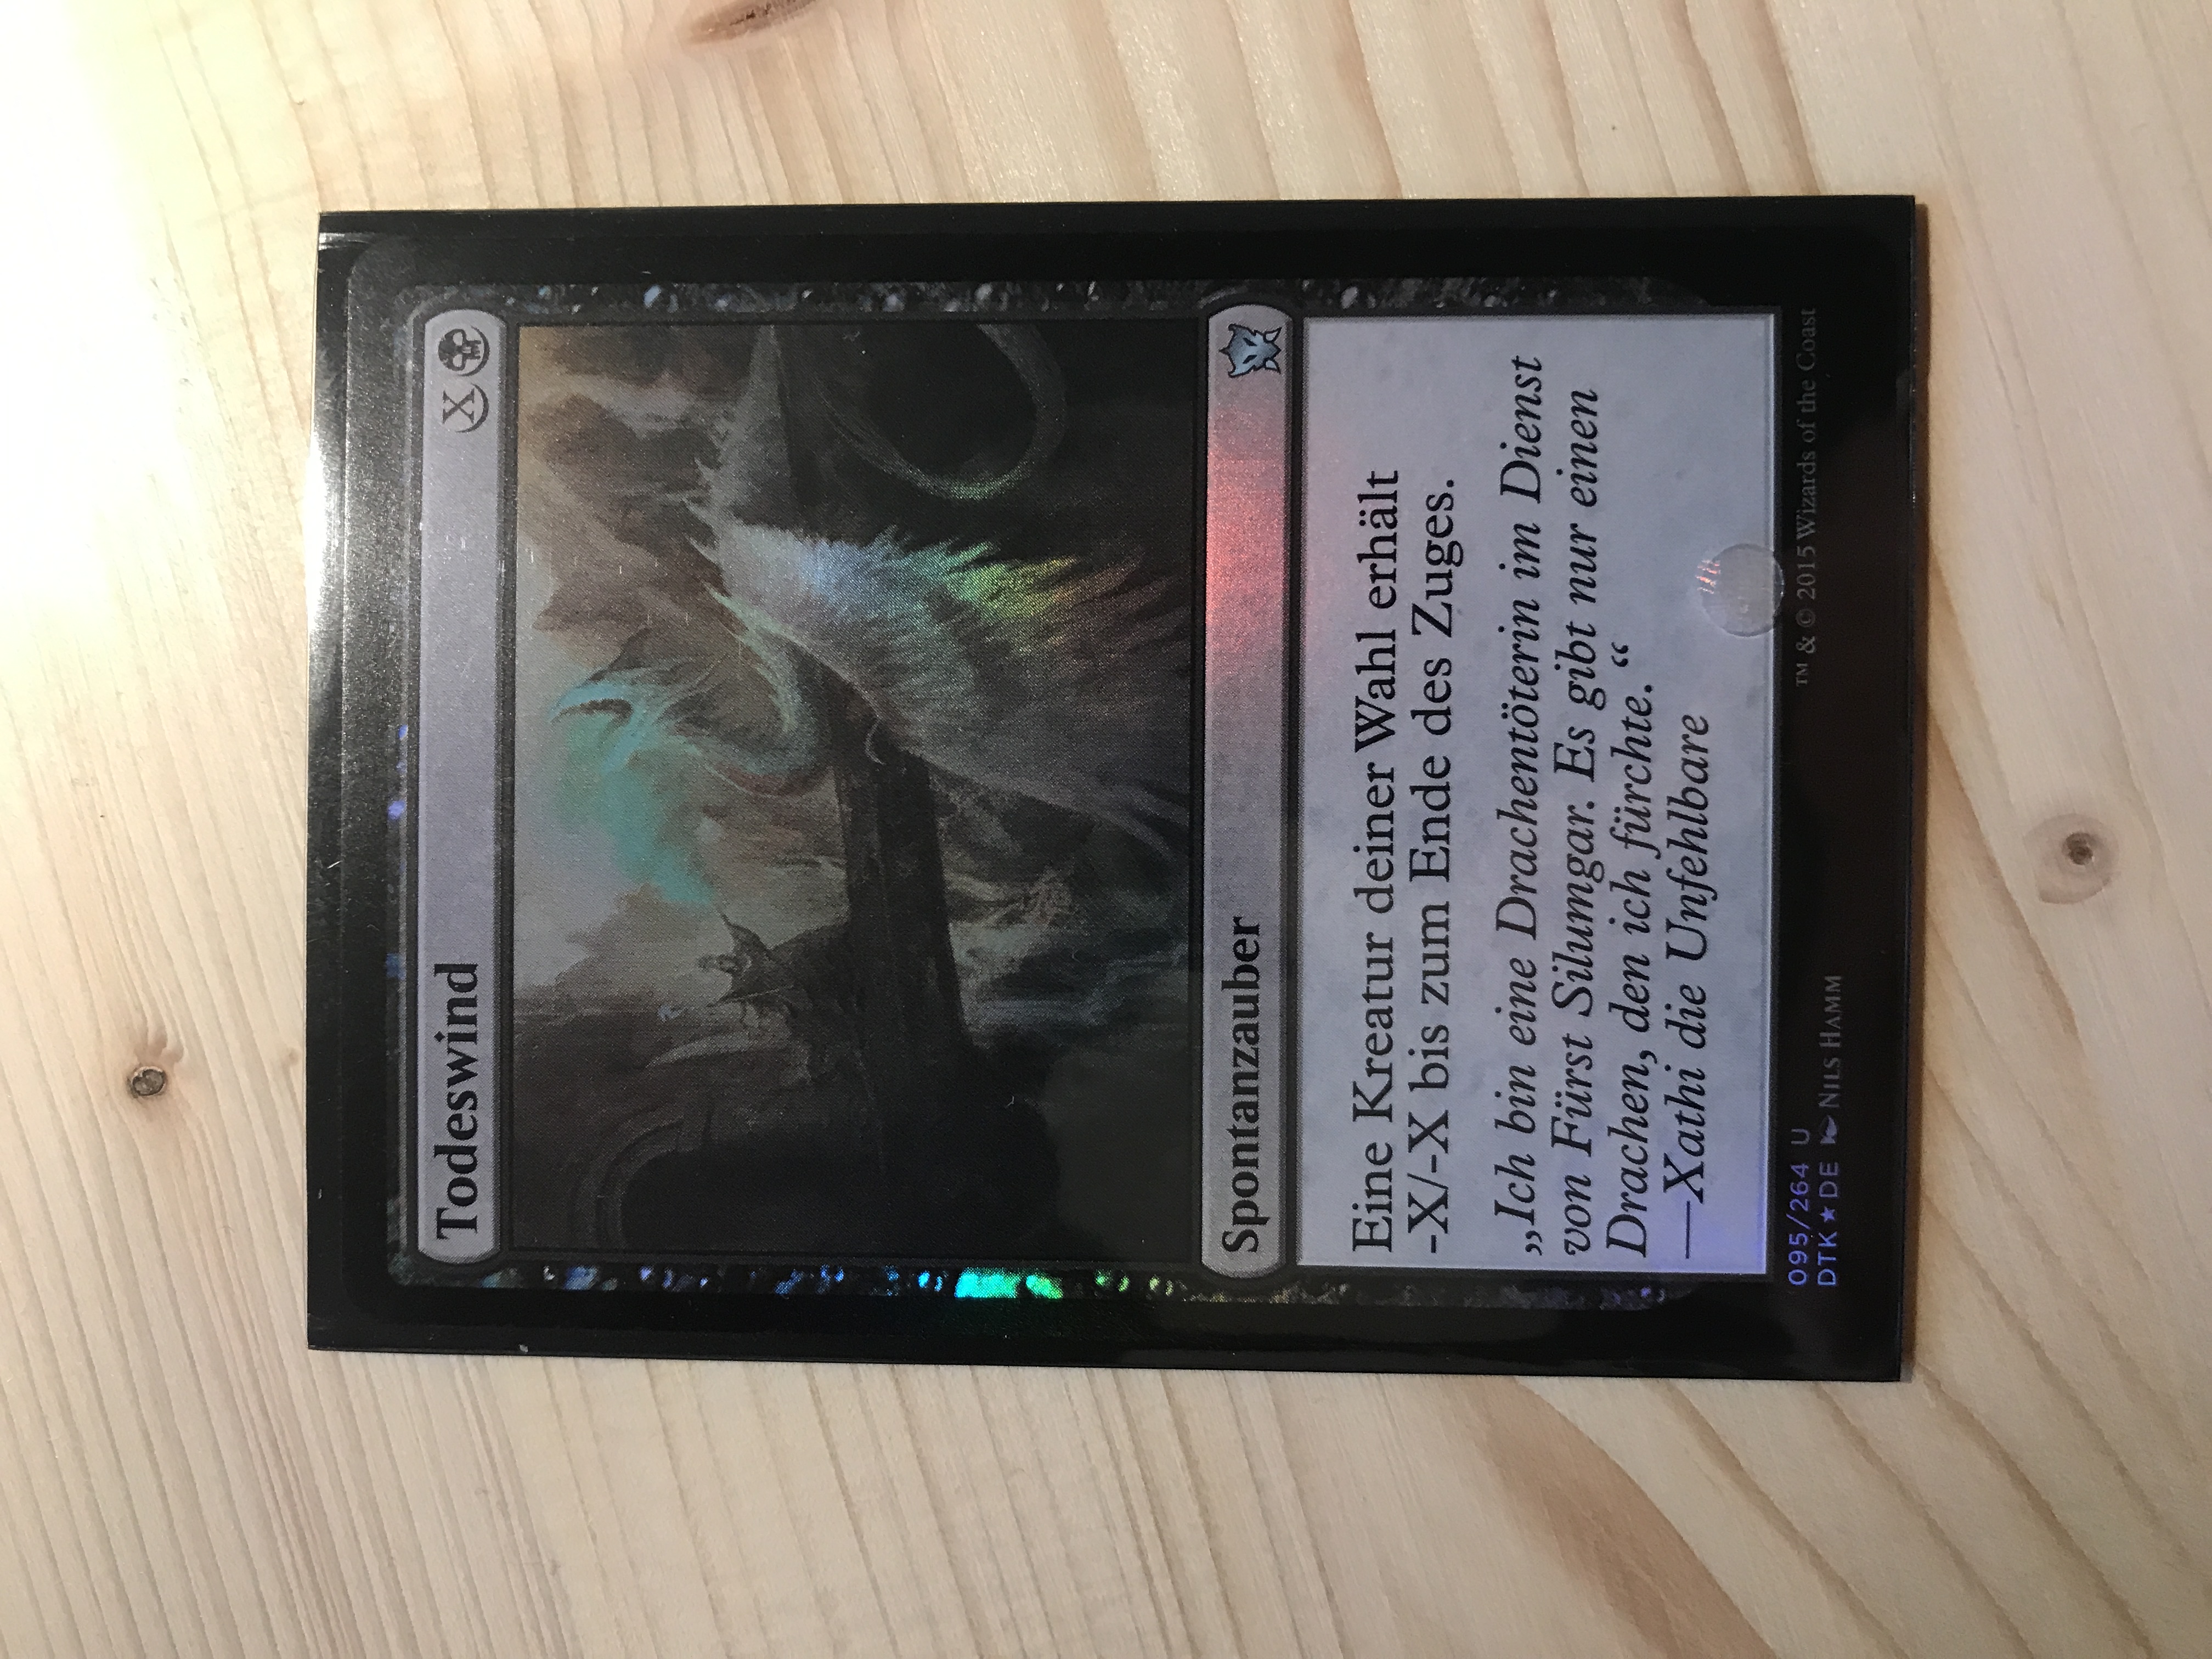 Todeswind X
Spontanzauber
Eine Kreatur deiner Wahl erhält
-X/-X bis zum Ende des Zuges.
„Ich bin eine Drachentöterin im Dienst
von Fürst Silumgar. Es gibt nur einen
Drachen, den ich fürchte.“
—Xathi die Unfehlbare
095/264 U
DTK★DE NILS HAMM
™ & © 2015 Wizards of the Coast